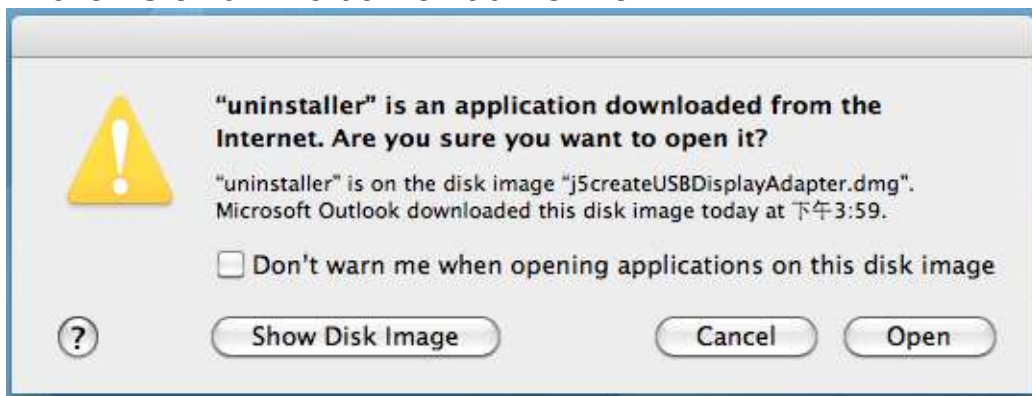 “uninstaller” is an application downloaded from the
Internet. Are you sure you want to open it?
“uninstaller” is on the disk image “j5createUSBDisplayAdapter.dmg”.
Microsoft Outlook downloaded this disk image today at 下午3:59.
Don’t warn me when opening applications on this disk image
?
Show Disk Image
Cancel
Open